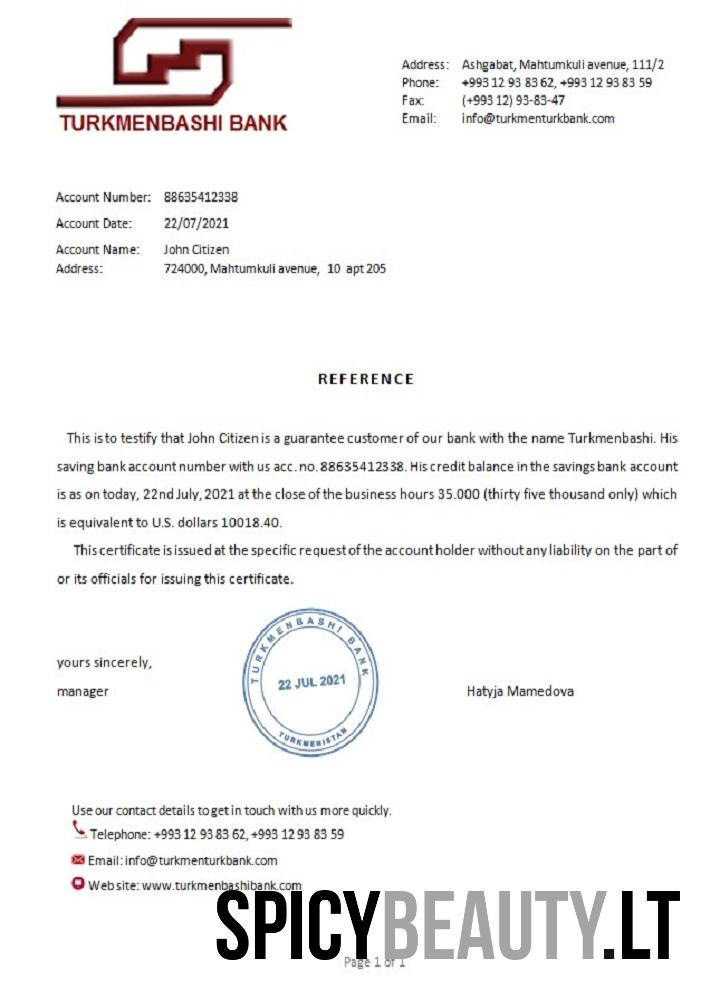 TURKMENBASHI BANK
Address: Ashgabat, Mahtumkuli avenue, 111/2
Phone: +993 12 93 83 62, +993 12 93 83 59
Fax: (+993 12) 93-83-47
Email: info@turkmenturkbank.com
Account Number: 88635412338
Account Date: 22/07/2021
Account Name: John Citizen
Address: 724000, Mahtumkuli avenue, 10 apt 205
REFERENCE
This is to testify that John Citizen is a guarantee customer of our bank with the name Turkmenbashi. His
saving bank account number with us acc. no. 88635412338. His credit balance in the savings bank account
is as on today, 22nd July, 2021 at the close of the business hours 35.000 (thirty five thousand only) which
is equivalent to U.S. dollars 10018.40.
This certificate is issued at the specific request of the account holder without any liability on the part of
or its officials for issuing this certificate.
yours sincerely,
manager
TURKMENBASHI BANK
22 JUL 2021
TURKMENISTAN
Hatyja Mamedova
Use our contact details to get in touch with us more quickly.
Telephone: +993 12 93 83 62, +993 12 93 83 59
Email: info@turkmenturkbank.com
Web site: www.turkmenbashibank.com
SPICYBEAUTY.LT
Page 1 of 1